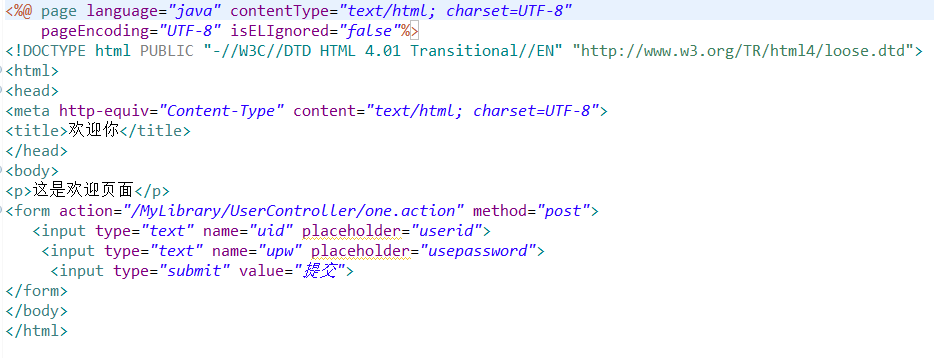 <%@ page language="java" contentType="text/html; charset=UTF-8"
pageEncoding="UTF-8" isELIgnored="false"%>
<!DOCTYPE html PUBLIC "-//W3C//DTD HTML 4.01 Transitional//EN" "http://www.w3.org/TR/html4/loose.dtd">
<html>
<head>
<meta http-equiv="Content-Type" content="text/html; charset=UTF-8">
<title>欢迎你</title>
</head>
<body>
<p>这是欢迎页面</p>
<form action="/MyLibrary/UserController/one.action" method="post">
<input type="text" name="uid" placeholder="userid">
<input type="text" name="upw" placeholder="usepassword">
<input type="submit" value="提交">
</form>
</body>
</html>